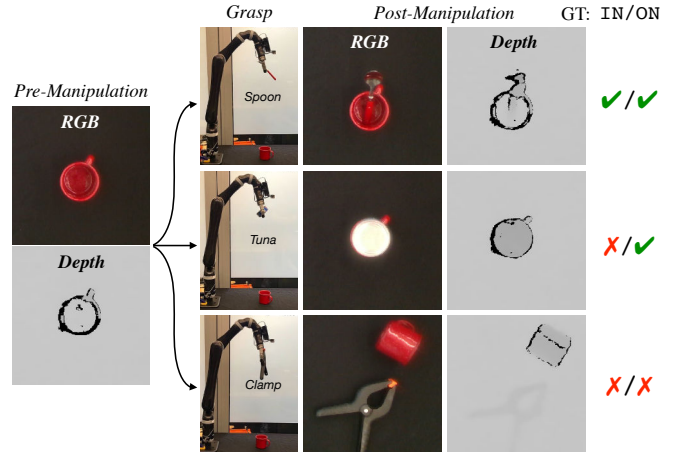 Grasp
Post-Manipulation
GT: IN/ON
Pre-Manipulation
RGB
Depth
Spoon
RGB
Depth
✔/✔
Tuna
✗/✔
Clamp
✗/✗